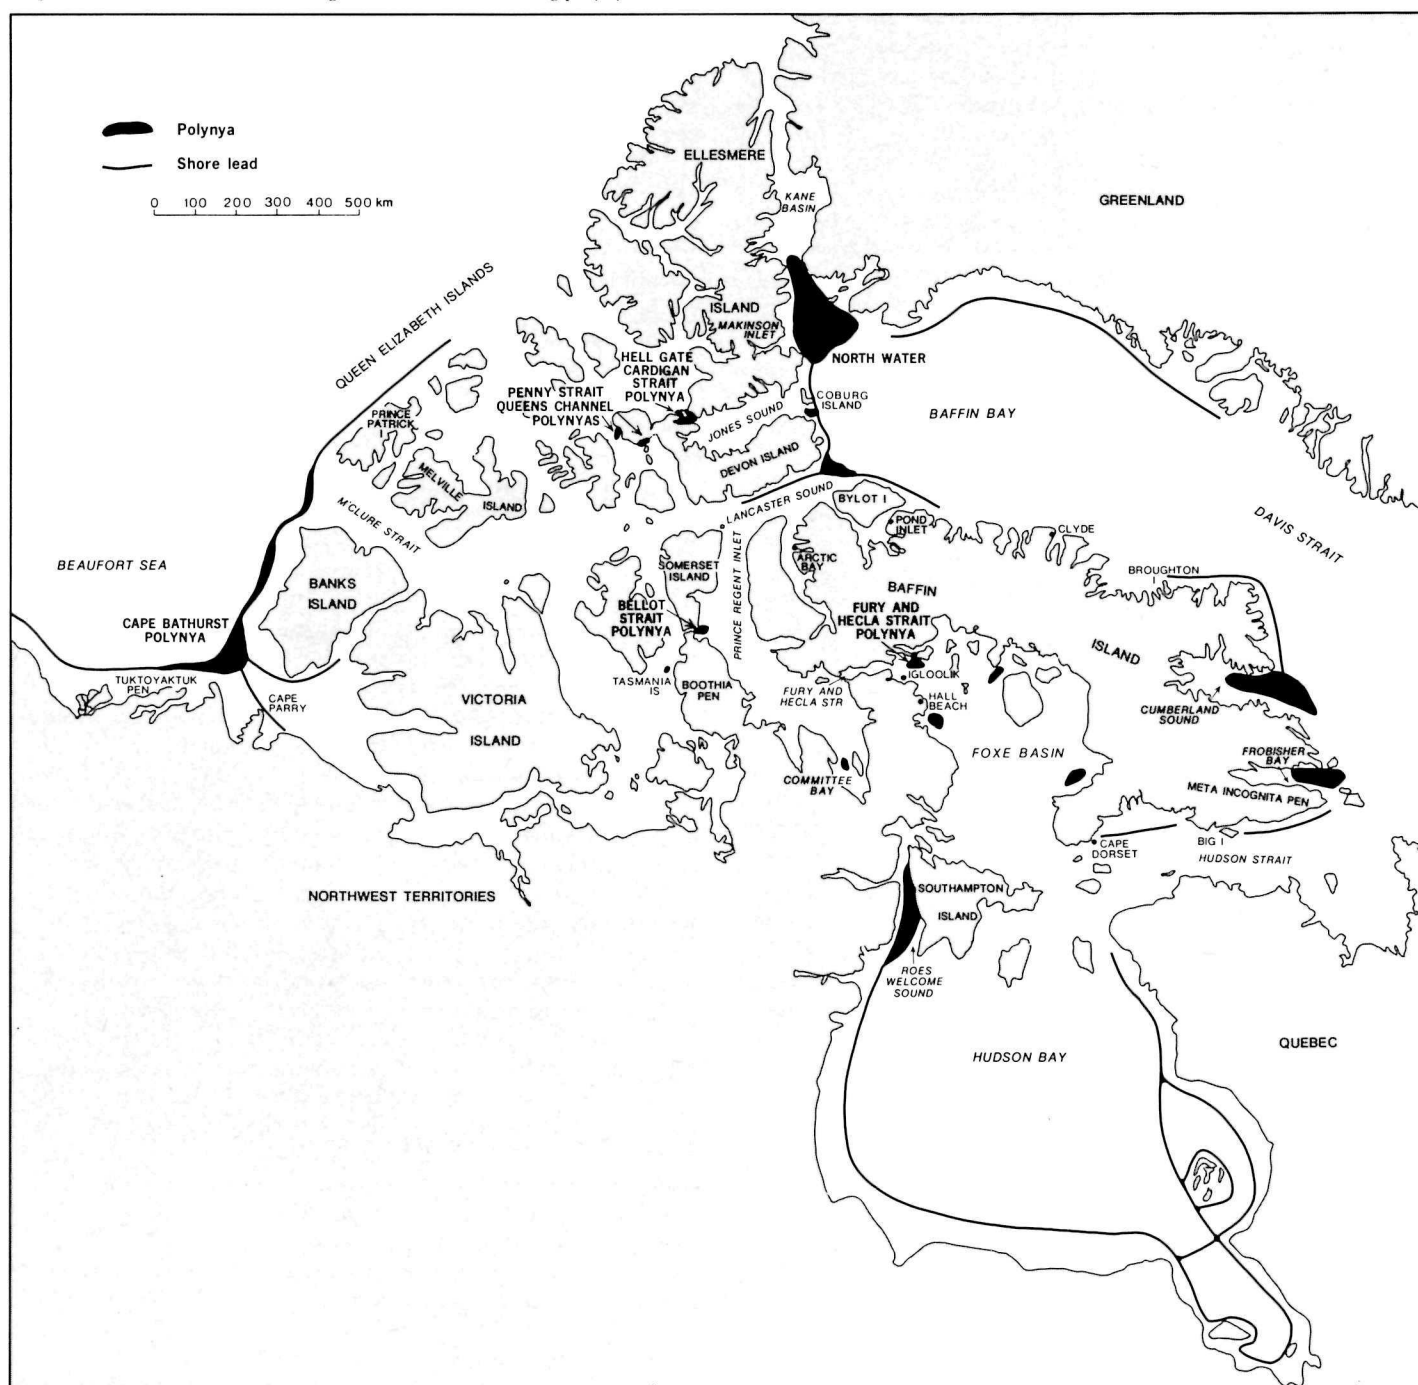 Polynya
Shore lead
0 100 200 300 400 500 km
ELLESMERE
KANE
BASIN
GREENLAND
QUEEN ELIZABETH ISLANDS
ISLAND
MAKINSON
INLET
HELL GATE
CARDIGAN
STRAIT
POLYNYA
NORTH WATER
PENNY STRAIT
QUEENS CHANNEL
POLYNYAS
COBURG
ISLAND
BAFFIN BAY
PRINCE
PATRICK
I
JONES SOUND
DEVON ISLAND
MELVILLE
ISLAND
M'CLURE STRAIT
LANCASTER SOUND
BYLOT I
POND
INLET
CLYDE
DAVIS STRAIT
BEAUFORT SEA
BANKS
ISLAND
SOMERSET
ISLAND
PRINCE REGENT INLET
ARCTIC
BAY
BAFFIN
BROUGHTON
I
CAPE BATHURST
POLYNYA
BELLOT
STRAIT
POLYNYA
FURY AND
HECLA STRAIT
POLYNYA
ISLAND
TUKTOYAKTUK
PEN
CAPE
PARRY
VICTORIA
ISLAND
TASMANIA
IS
BOOTHIA
PEN
FURY AND
HECLA STR
IGLOOLIK
HALL
BEACH
CUMBERLAND
SOUND
FOXE BASIN
FROBISHER
BAY
COMMITTEE
BAY
META INCOGNITA PEN
CAPE
DORSET
BIG I
HUDSON STRAIT
NORTHWEST TERRITORIES
SOUTHAMPTON
ISLAND
ROES
WELCOME
SOUND
HUDSON BAY
QUEBEC